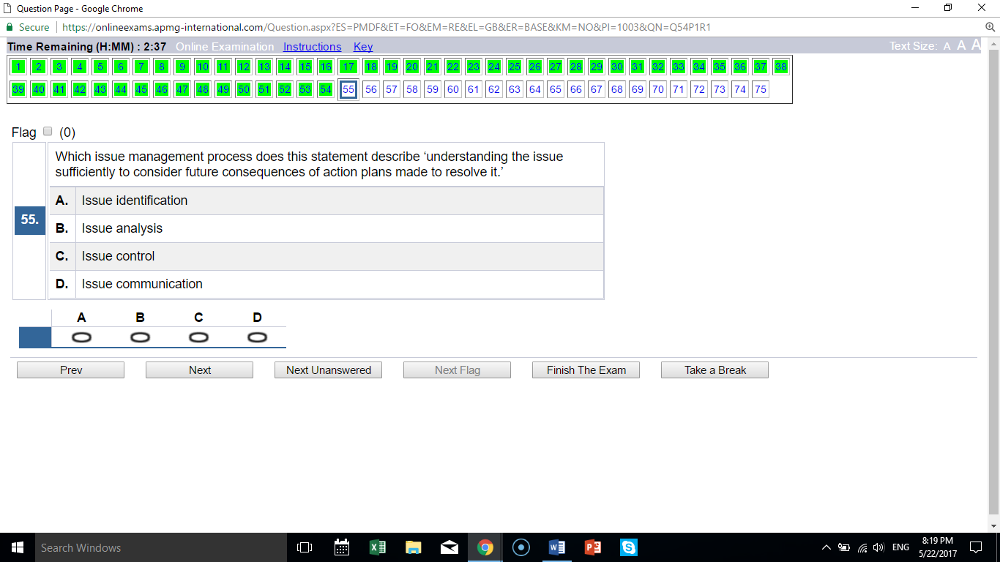 Question Page - Google Chrome
Secure https://onlineexams.apmg-international.com/Question.aspx?ES=PMDF&ET=FO&EM=RE&EL=GB&ER=BASE&KM=NO&PI=1003&QN=Q54P1R1
Time Remaining (H:MM) : 2:37 Online Examination Instructions Key Text Size: A A A
1 2 3 4 5 6 7 8 9 10 11 12 13 14 15 16 17 18 19 20 21 22 23 24 25 26 27 28 29 30 31 32 33 34 35 36 37 38
39 40 41 42 43 44 45 46 47 48 49 50 51 52 53 54 55 56 57 58 59 60 61 62 63 64 65 66 67 68 69 70 71 72 73 74 75
Flag (0)
Which issue management process does this statement describe ‘understanding the issue
sufficiently to consider future consequences of action plans made to resolve it.’
A. Issue identification
55.
B. Issue analysis
C. Issue control
D. Issue communication
A B C D
Prev Next Next Unanswered Next Flag Finish The Exam Take a Break
Search Windows
ENG
8:19 PM
5/22/2017